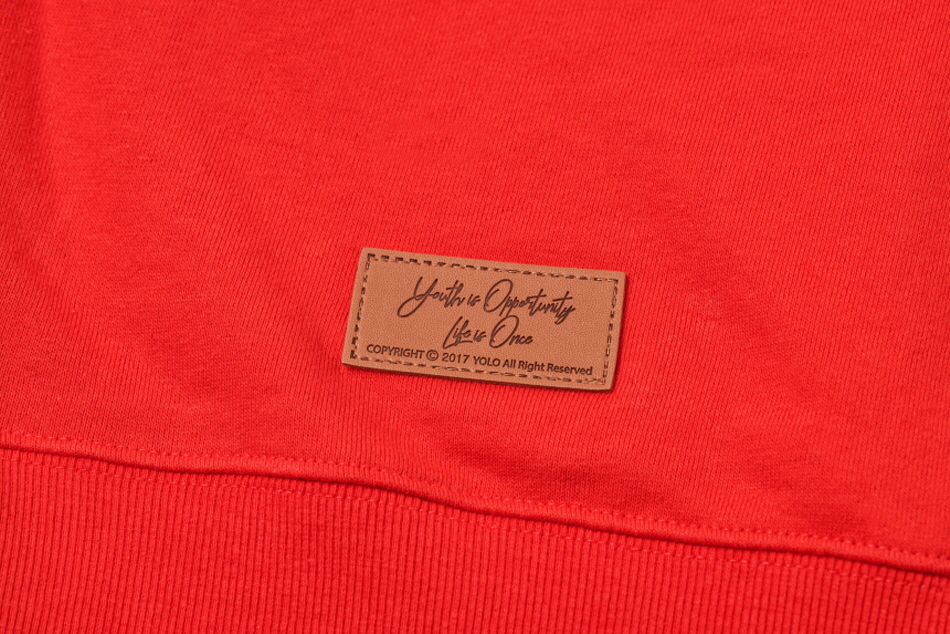 Youth is Opportunity
Life is Once
COPYRIGHT © 2017 YOLO All Right Reserved